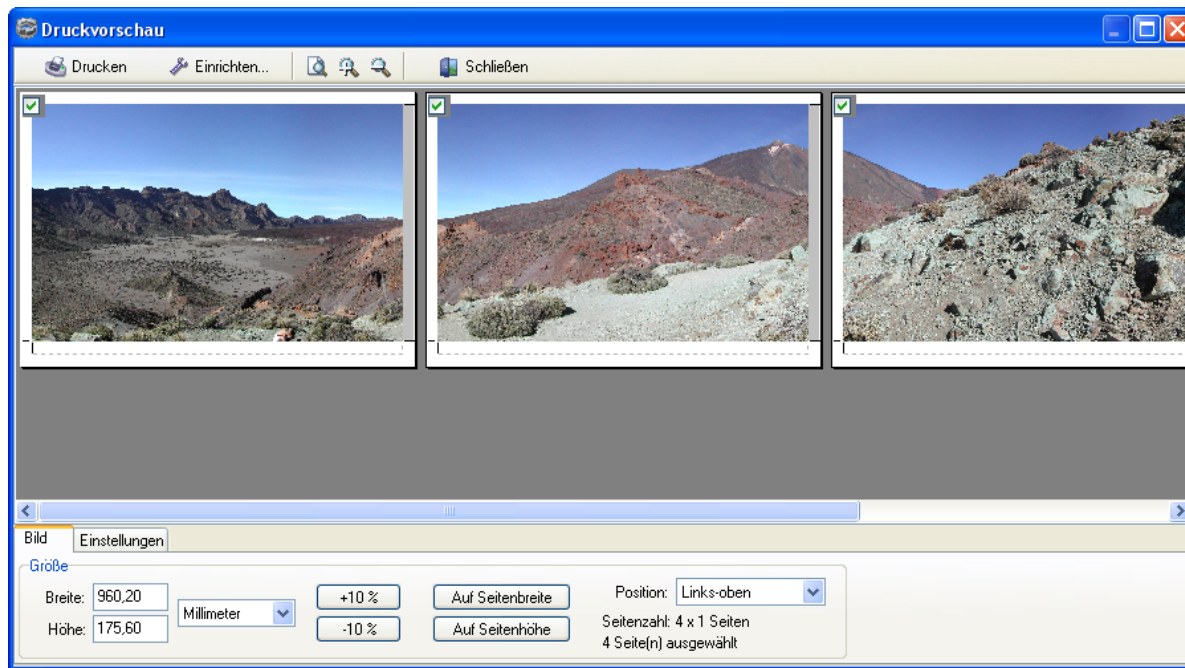 Druckvorschau
Drucken Einrichten... Schließen
Bild Einstellungen
Größe
Breite: 960,20 Millimeter +10 % Auf Seitenbreite Position: Links-oben
Höhe: 175,60 -10 % Auf Seitenhöhe Seitenzahl: 4 x 1 Seiten
4 Seite(n) ausgewählt